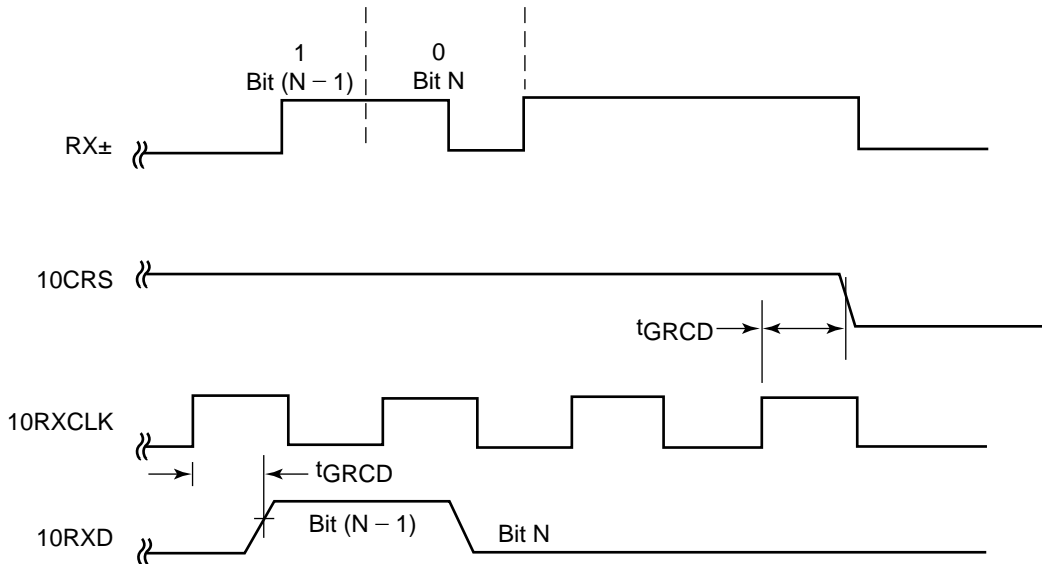 1 0
Bit (N – 1) Bit N
RX±
10CRS
tGRCD
10RXCLK
tGRCD
10RXD Bit (N – 1) Bit N